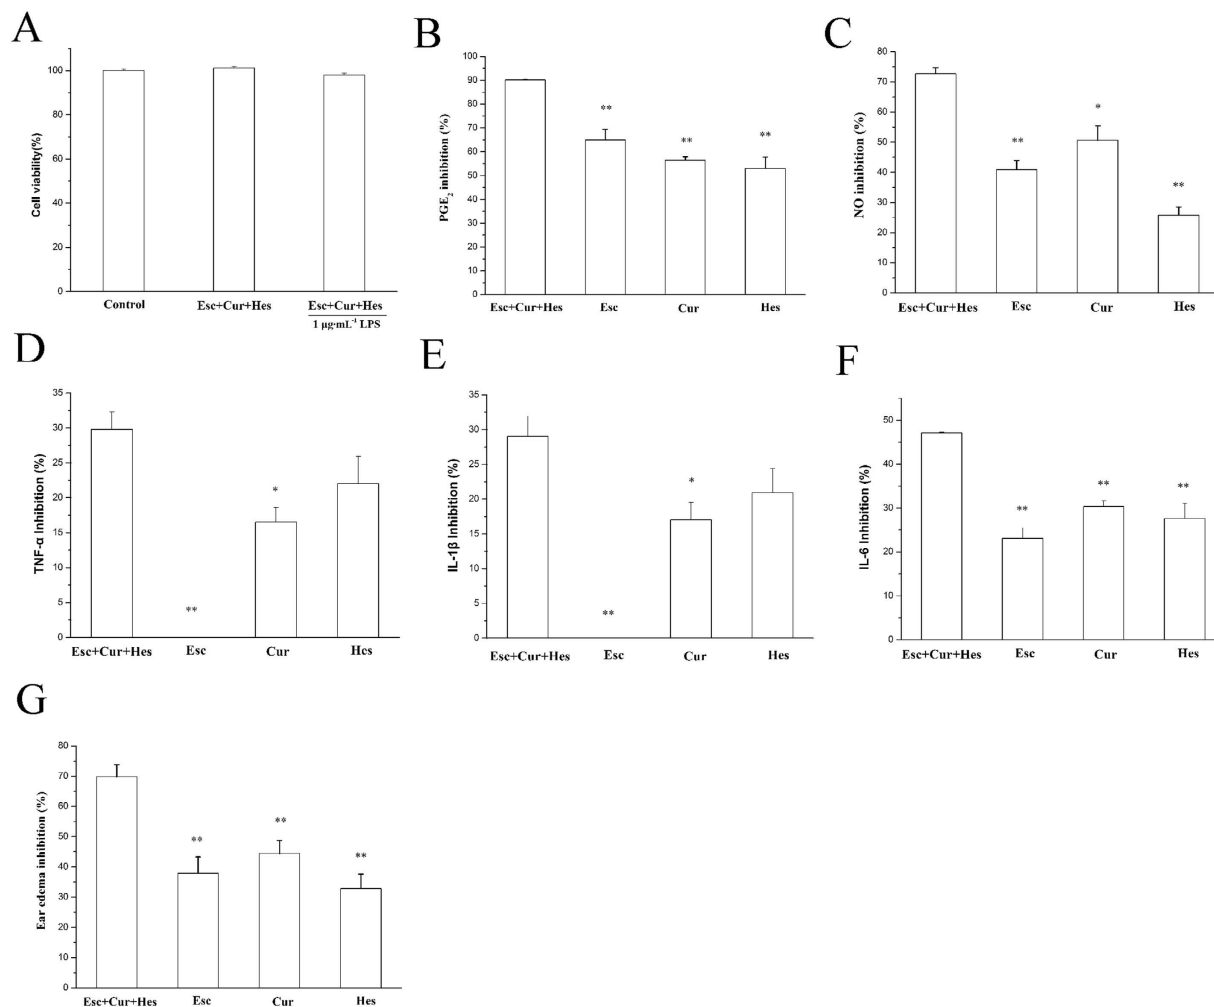 A
Cell viability(%)
100
80
60
40
20
0
Control
Esc+Cur+Hes
Esc+Cur+Hes
1 μg·mL⁻¹ LPS
B
PGE₂ inhibition (%)
100
90
80
70
60
50
40
30
20
10
0
**
**
**
Esc+Cur+Hes
Esc
Cur
Hes
C
NO inhibition (%)
80
70
60
50
40
30
20
10
0
**
*
**
Esc+Cur+Hes
Esc
Cur
Hes
D
TNF-α Inhibition (%)
35
30
25
20
15
10
5
0
**
*
Esc+Cur+Hes
Esc
Cur
Hes
E
IL-1β Inhibition (%)
35
30
25
20
15
10
5
0
**
*
Esc+Cur+Hes
Esc
Cur
Hes
F
IL-6 Inhibition (%)
50
40
30
20
10
0
**
**
**
Esc+Cur+Hes
Esc
Cur
Hes
G
Ear edema inhibition (%)
80
70
60
50
40
30
20
10
0
**
**
**
Esc+Cur+Hes
Esc
Cur
Hes